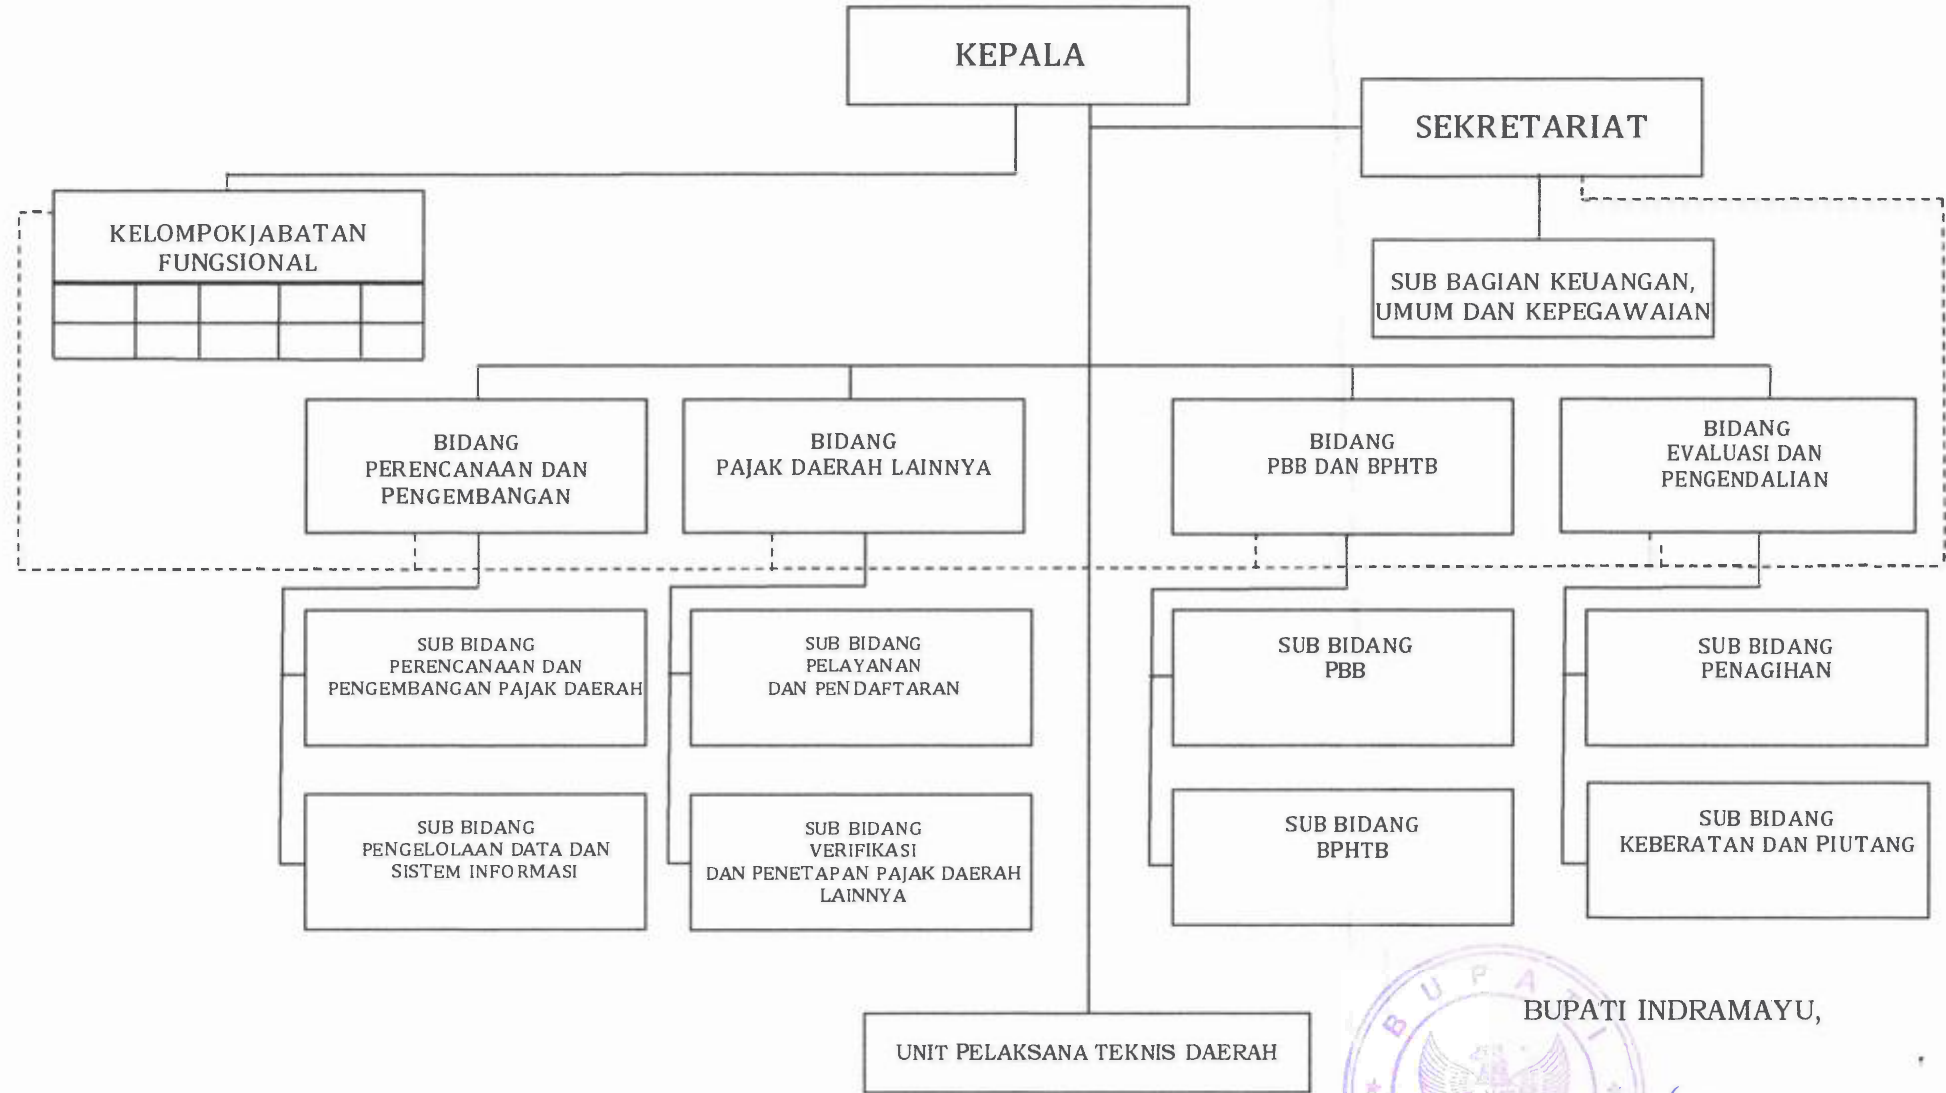 KEPALA
SEKRETARIAT
KELOMPOKJABATAN
FUNGSIONAL
SUB BAGIAN KEUANGAN,
UMUM DAN KEPEGAWAIAN
BIDANG
PERENCANAAN DAN
PENGEMBANGAN
BIDANG
PAJAK DAERAH LAINNYA
BIDANG
PBB DAN BPHTB
BIDANG
EVALUASI DAN
PENGENDALIAN
SUB BIDANG
PERENCANAAN DAN
PENGEMBANGAN PAJAK DAERAH
SUB BIDANG
PELAYANAN
DAN PENDAFTARAN
SUB BIDANG
PBB
SUB BIDANG
PENAGIHAN
SUB BIDANG
PENGELOLAAN DATA DAN
SISTEM INFORMASI
SUB BIDANG
VERIFIKASI
DAN PENETAPAN PAJAK DAERAH
LAINNYA
SUB BIDANG
BPHTB
SUB BIDANG
KEBERATAN DAN PIUTANG
UNIT PELAKSANA TEKNIS DAERAH
BUPATI INDRAMAYU,
BUPATI